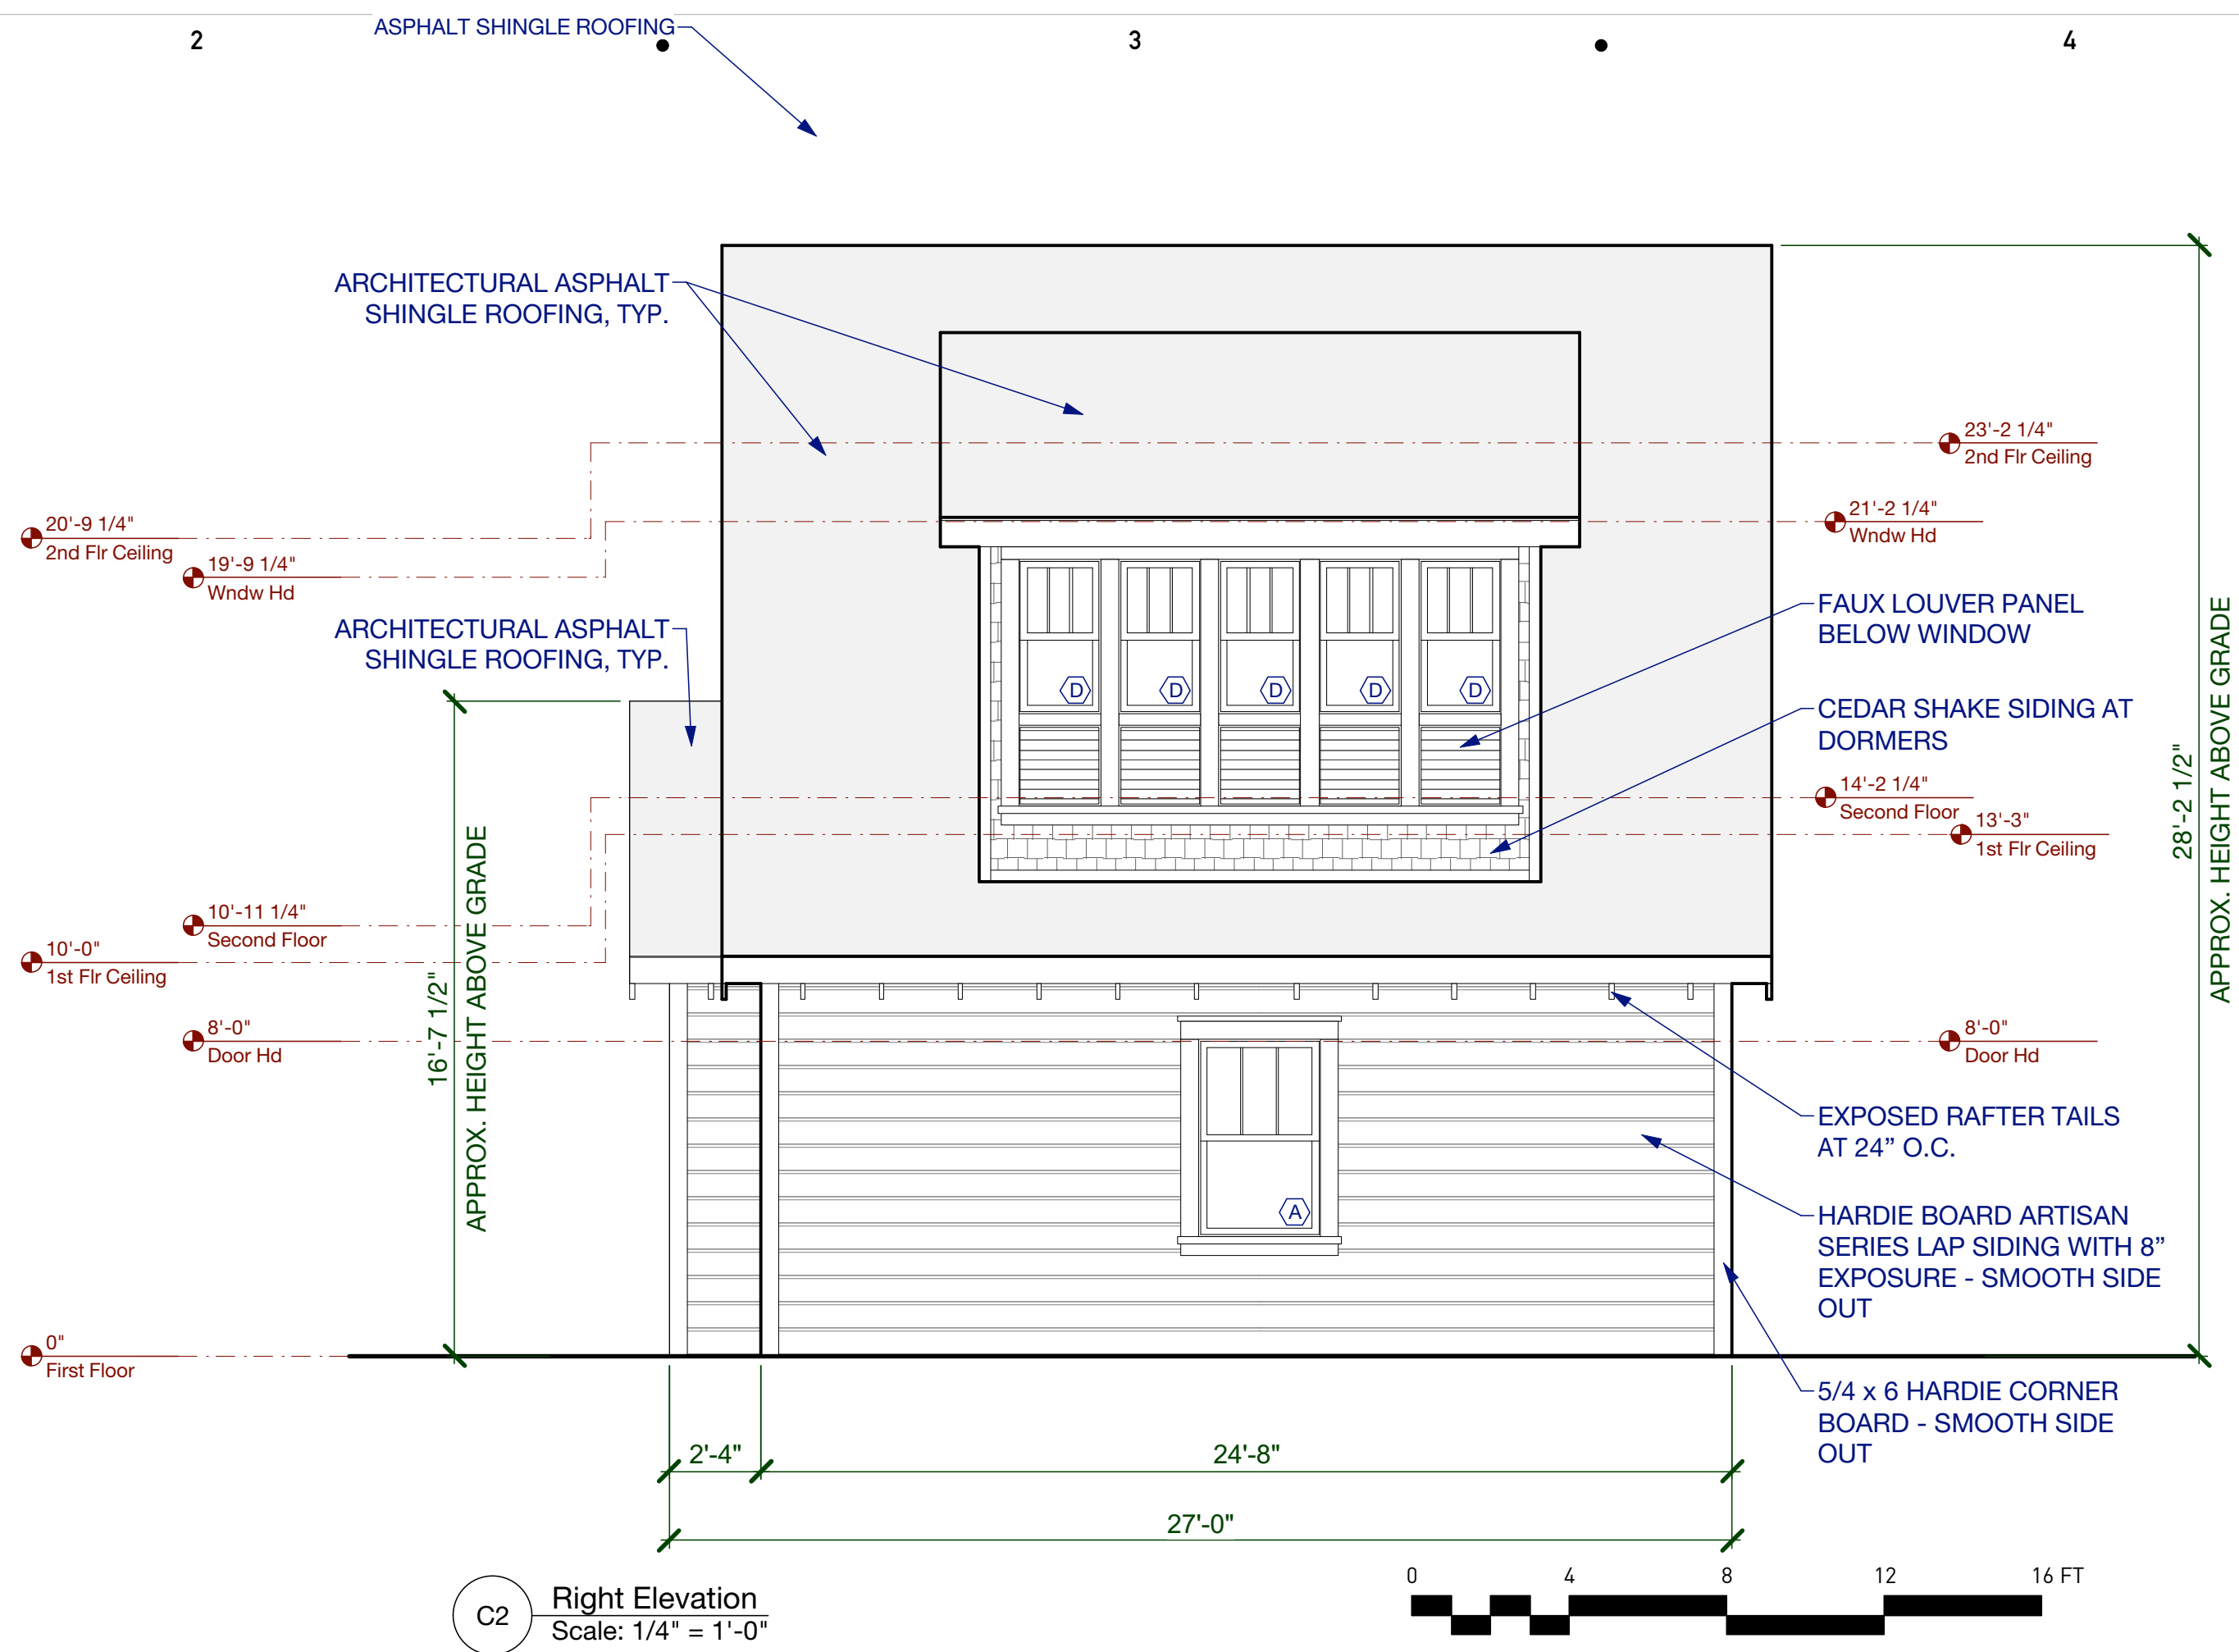 ASPHALT SHINGLE ROOFING
2
3
4
ARCHITECTURAL ASPHALT
SHINGLE ROOFING, TYP.
23'-2 1/4"
2nd Flr Ceiling
20'-9 1/4"
2nd Flr Ceiling
21'-2 1/4"
Wndw Hd
19'-9 1/4"
Wndw Hd
ARCHITECTURAL ASPHALT
SHINGLE ROOFING, TYP.
FAUX LOUVER PANEL
BELOW WINDOW
D
D
D
D
D
CEDAR SHAKE SIDING AT
DORMERS
14'-2 1/4"
Second Floor
13'-3"
1st Flr Ceiling
28'-2 1/2"
APPROX. HEIGHT ABOVE GRADE
10'-11 1/4"
Second Floor
10'-0"
1st Flr Ceiling
16'-7 1/2"
APPROX. HEIGHT ABOVE GRADE
8'-0"
Door Hd
8'-0"
Door Hd
EXPOSED RAFTER TAILS
AT 24” O.C.
A
HARDIE BOARD ARTISAN
SERIES LAP SIDING WITH 8”
EXPOSURE - SMOOTH SIDE
OUT
0"
First Floor
5/4 x 6 HARDIE CORNER
BOARD - SMOOTH SIDE
OUT
2'-4"
24'-8"
27'-0"
C2
Right Elevation
Scale: 1/4" = 1'-0"
0 4 8 12 16 FT